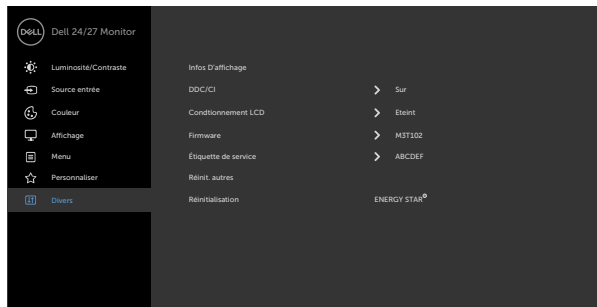 DELL Dell 24/27 Monitor
Luminosité/Contraste Infos D'affichage
Source entrée DDC/CI Sur
Couleur Condtionnement LCD Eteint
Affichage Firmware M3T102
Menu Étiquette de service ABCDEF
Personnaliser Réinit. autres
Divers Réinitialisation ENERGY STAR®